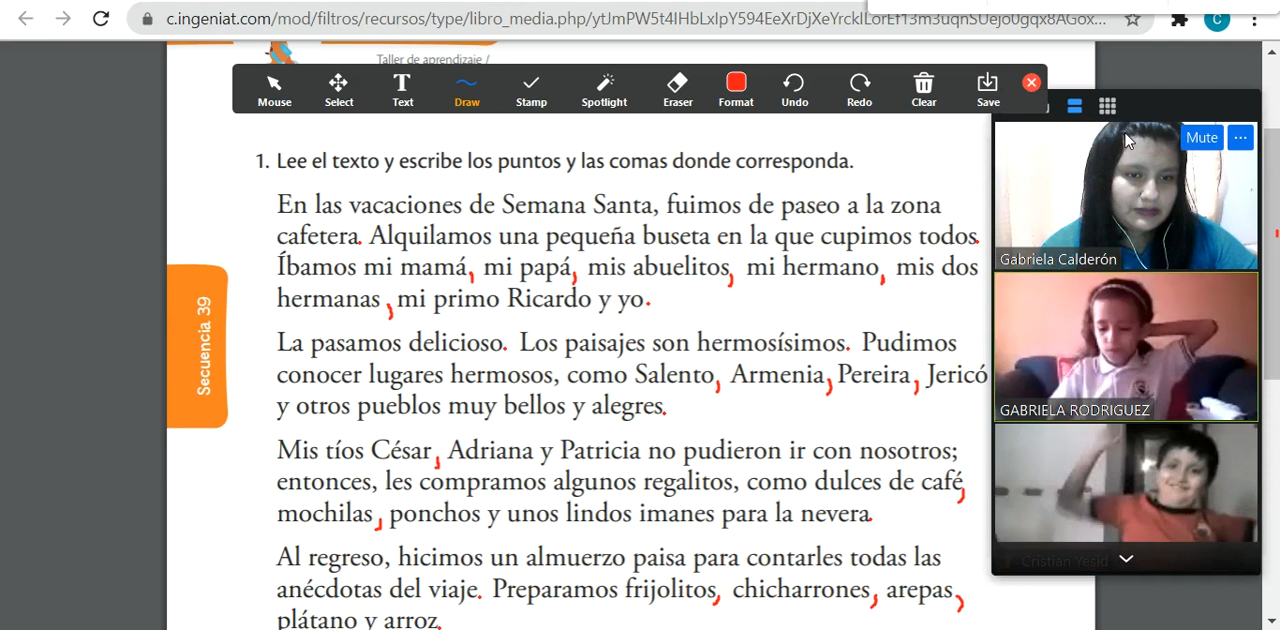 c.ingeniat.com/mod/filtros/recursos/type/libro_media.php/
Taller de aprendizaje /
Mouse Select Text Draw Stamp Spotlight Eraser Format Undo Redo Clear Save
Mute
Gabriela Calderón
GABRIELA RODRIGUEZ
Cristian Yesid
Secuencia 39
1. Lee el texto y escribe los puntos y las comas donde corresponda.
En las vacaciones de Semana Santa, fuimos de paseo a la zona
cafetera. Alquilamos una pequeña buseta en la que cupimos todos.
Íbamos mi mamá, mi papá, mis abuelitos, mi hermano, mis dos
hermanas, mi primo Ricardo y yo.
La pasamos delicioso. Los paisajes son hermosísimos. Pudimos
conocer lugares hermosos, como Salento, Armenia, Pereira, Jericó
y otros pueblos muy bellos y alegres.
Mis tíos César, Adriana y Patricia no pudieron ir con nosotros;
entonces, les compramos algunos regalitos, como dulces de café,
mochilas, ponchos y unos lindos imanes para la nevera.
Al regreso, hicimos un almuerzo paisa para contarles todas las
anécdotas del viaje. Preparamos frijolitos, chicharrones, arepas,
plátano y arroz.